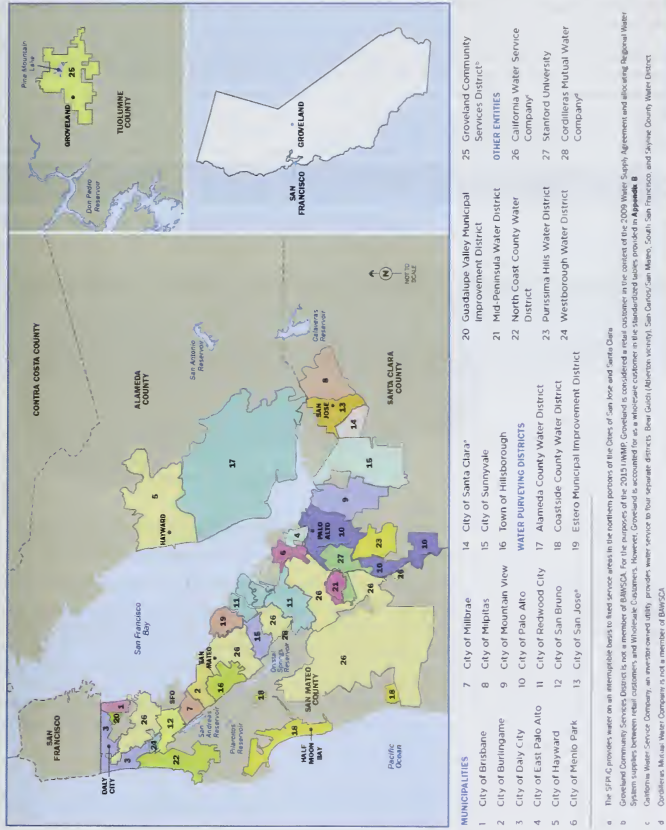 SAN
FRANCISCO
DALY
CITY
SFO
San Francisco
Bay
SAN
MATEO
San
Andreas
Reservoir
Pilarcitos
Reservoir
Crystal
Springs
Reservoir
HALF
MOON
BAY
SAN MATEO
COUNTY
Pacific
Ocean
HAYWARD
PALO
ALTO
CONTRA COSTA COUNTY
ALAMEDA
COUNTY
San Antonio
Reservoir
Calaveras
Reservoir
SAN
JOSE
SANTA CLARA
COUNTY
N
NOT TO
SCALE
Pine Mountain
Lake
25
GROVELAND
Don Pedro
Reservoir
TUOLUMNE
COUNTY
SAN
FRANCISCO
GROVELAND
MUNICIPALITIES
1 City of Brisbane
2 City of Burlingame
3 City of Daly City
4 City of East Palo Alto
5 City of Hayward
6 City of Menlo Park
7 City of Millbrae
8 City of Milpitas
9 City of Mountain View
10 City of Palo Alto
11 City of Redwood City
12 City of San Bruno
13 City of San Joseᵃ
14 City of Santa Claraᵃ
15 City of Sunnyvale
16 Town of Hillsborough
WATER PURVEYING DISTRICTS
17 Alameda County Water District
18 Coastside County Water District
19 Estero Municipal Improvement District
20 Guadalupe Valley Municipal
Improvement District
21 Mid-Peninsula Water District
22 North Coast County Water
District
23 Purissima Hills Water District
24 Westborough Water District
25 Groveland Community
Services Districtᵇ
OTHER ENTITIES
26 California Water Service
Companyᶜ
27 Stanford University
28 Cordilleras Mutual Water
Companyᵈ
a The SFPUC provides water on an interruptible basis to fixed service areas in the northern portions of the Cities of San Jose and Santa Clara
b Groveland Community Services District is not a member of BAWSCA. For the purposes of the 2015 UWMP, Groveland is considered a retail customer in the context of the 2009 Water Supply Agreement and allocating Regional Water
System supplies between retail customers and Wholesale Customers. However, Groveland is accounted for as a wholesale customer in the standardized tables provided in Appendix B
c California Water Service Company, an investor owned utility, provides water service to four separate districts: Bear Gulch (Atherton vicinity), San Carlos/San Mateo, South San Francisco, and Skyline County Water District
d Cordilleras Mutual Water Company is not a member of BAWSCA